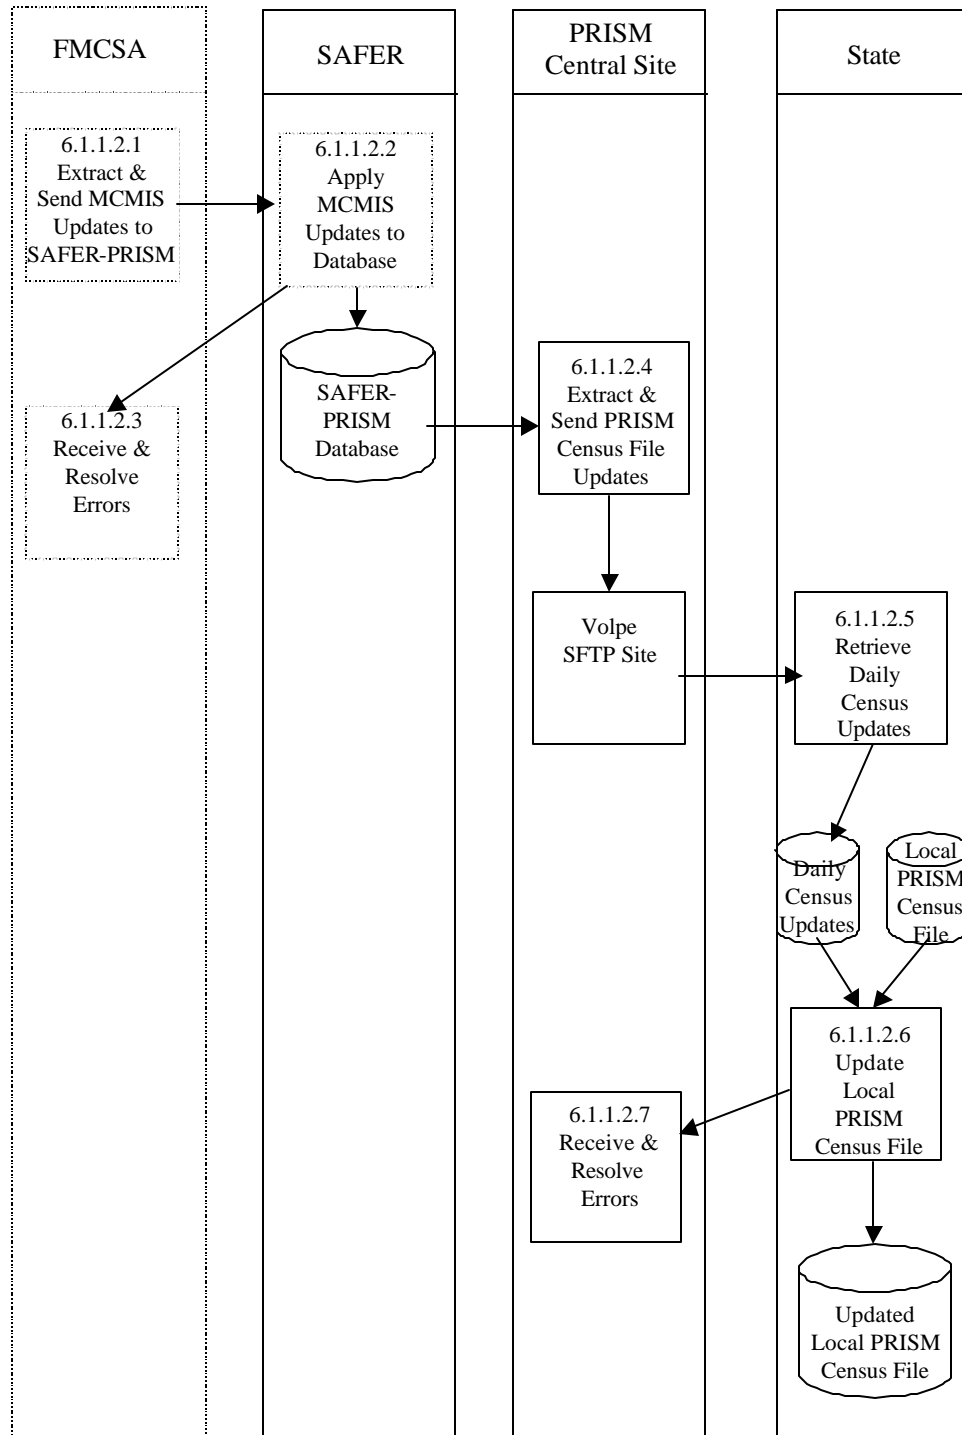 FMCSA
SAFER
PRISM
Central Site
State
6.1.1.2.1
Extract &
Send MCMIS
Updates to
SAFER-PRISM
6.1.1.2.2
Apply
MCMIS
Updates to
Database
6.1.1.2.3
Receive &
Resolve
Errors
SAFER-
PRISM
Database
6.1.1.2.4
Extract &
Send PRISM
Census File
Updates
Volpe
SFTP Site
6.1.1.2.5
Retrieve
Daily
Census
Updates
Daily
Census
Updates
Local
PRISM
Census
File
6.1.1.2.6
Update
Local
PRISM
Census File
6.1.1.2.7
Receive &
Resolve
Errors
Updated
Local PRISM
Census File